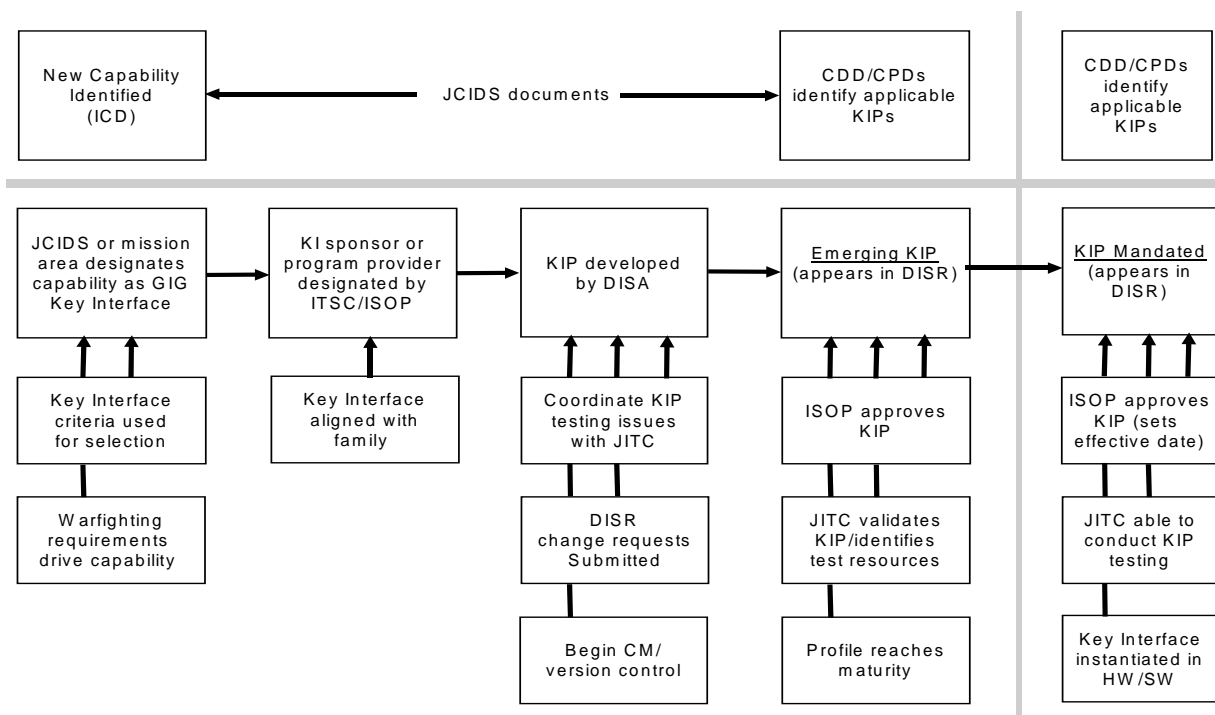 New Capability
Identified
(ICD)
JCIDS documents
CDD/CPDs
identify applicable
KIPs
CDD/CPDs
identify
applicable
KIPs
JCIDS or mission
area designates
capability as GIG
Key Interface
KI sponsor or
program provider
designated by
ITSC/ISOP
KIP developed
by DISA
Emerging KIP
(appears in DISR)
KIP Mandated
(appears in
DISR)
Key Interface
criteria used
for selection
Key Interface
aligned with
family
Coordinate KIP
testing issues
with JITC
ISOP approves
KIP
ISOP approves
KIP (sets
effective date)
Warfighting
requirements
drive capability
DISR
change requests
Submitted
JITC validates
KIP/identifies
test resources
JITC able to
conduct KIP
testing
Begin CM/
version control
Profile reaches
maturity
Key Interface
instantiated in
HW/SW